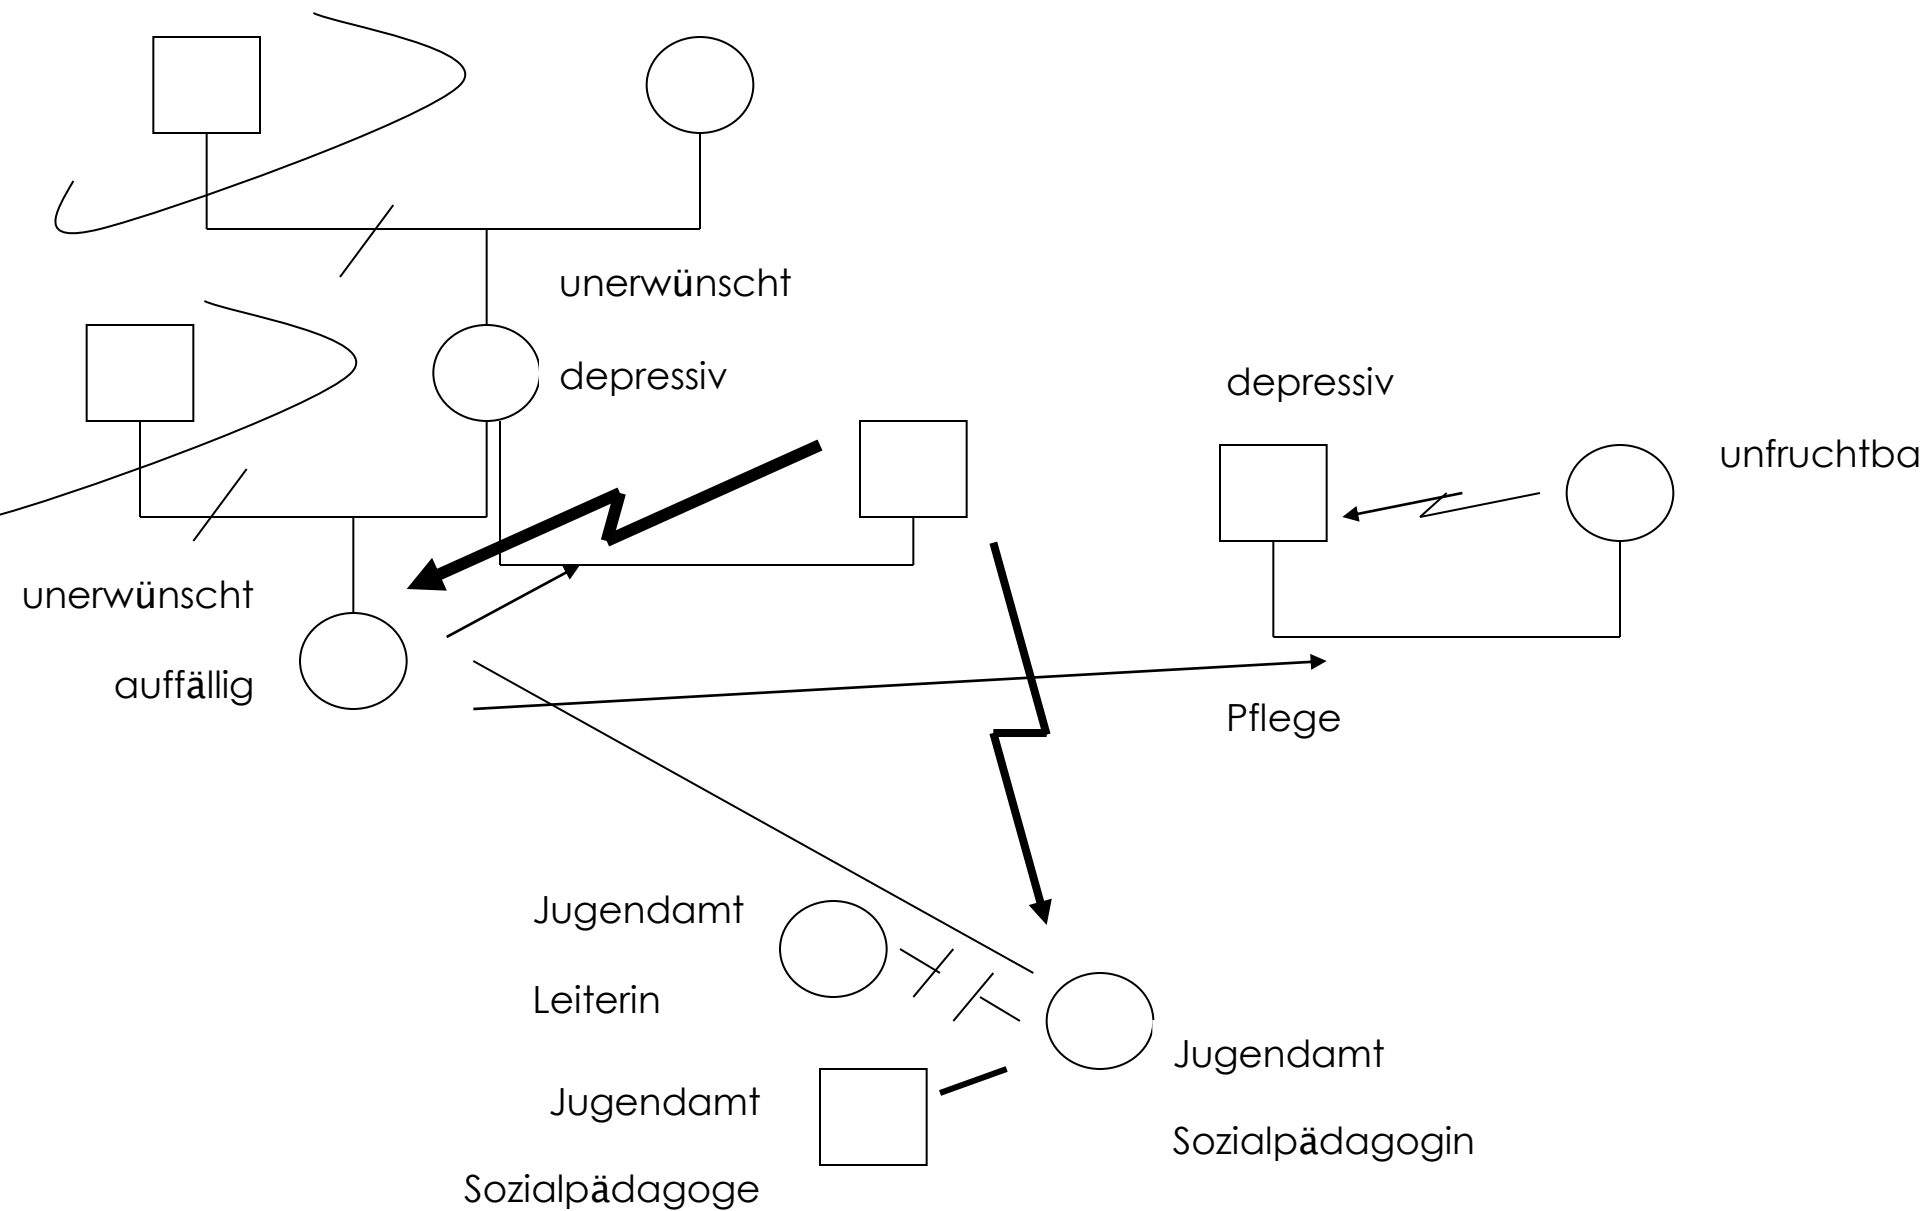 unerwünscht
depressiv
depressiv
unfruchtba
unerwünscht
auffällig
Pflege
Jugendamt
Leiterin
Jugendamt
Sozialpädagogin
Jugendamt
Sozialpädagoge